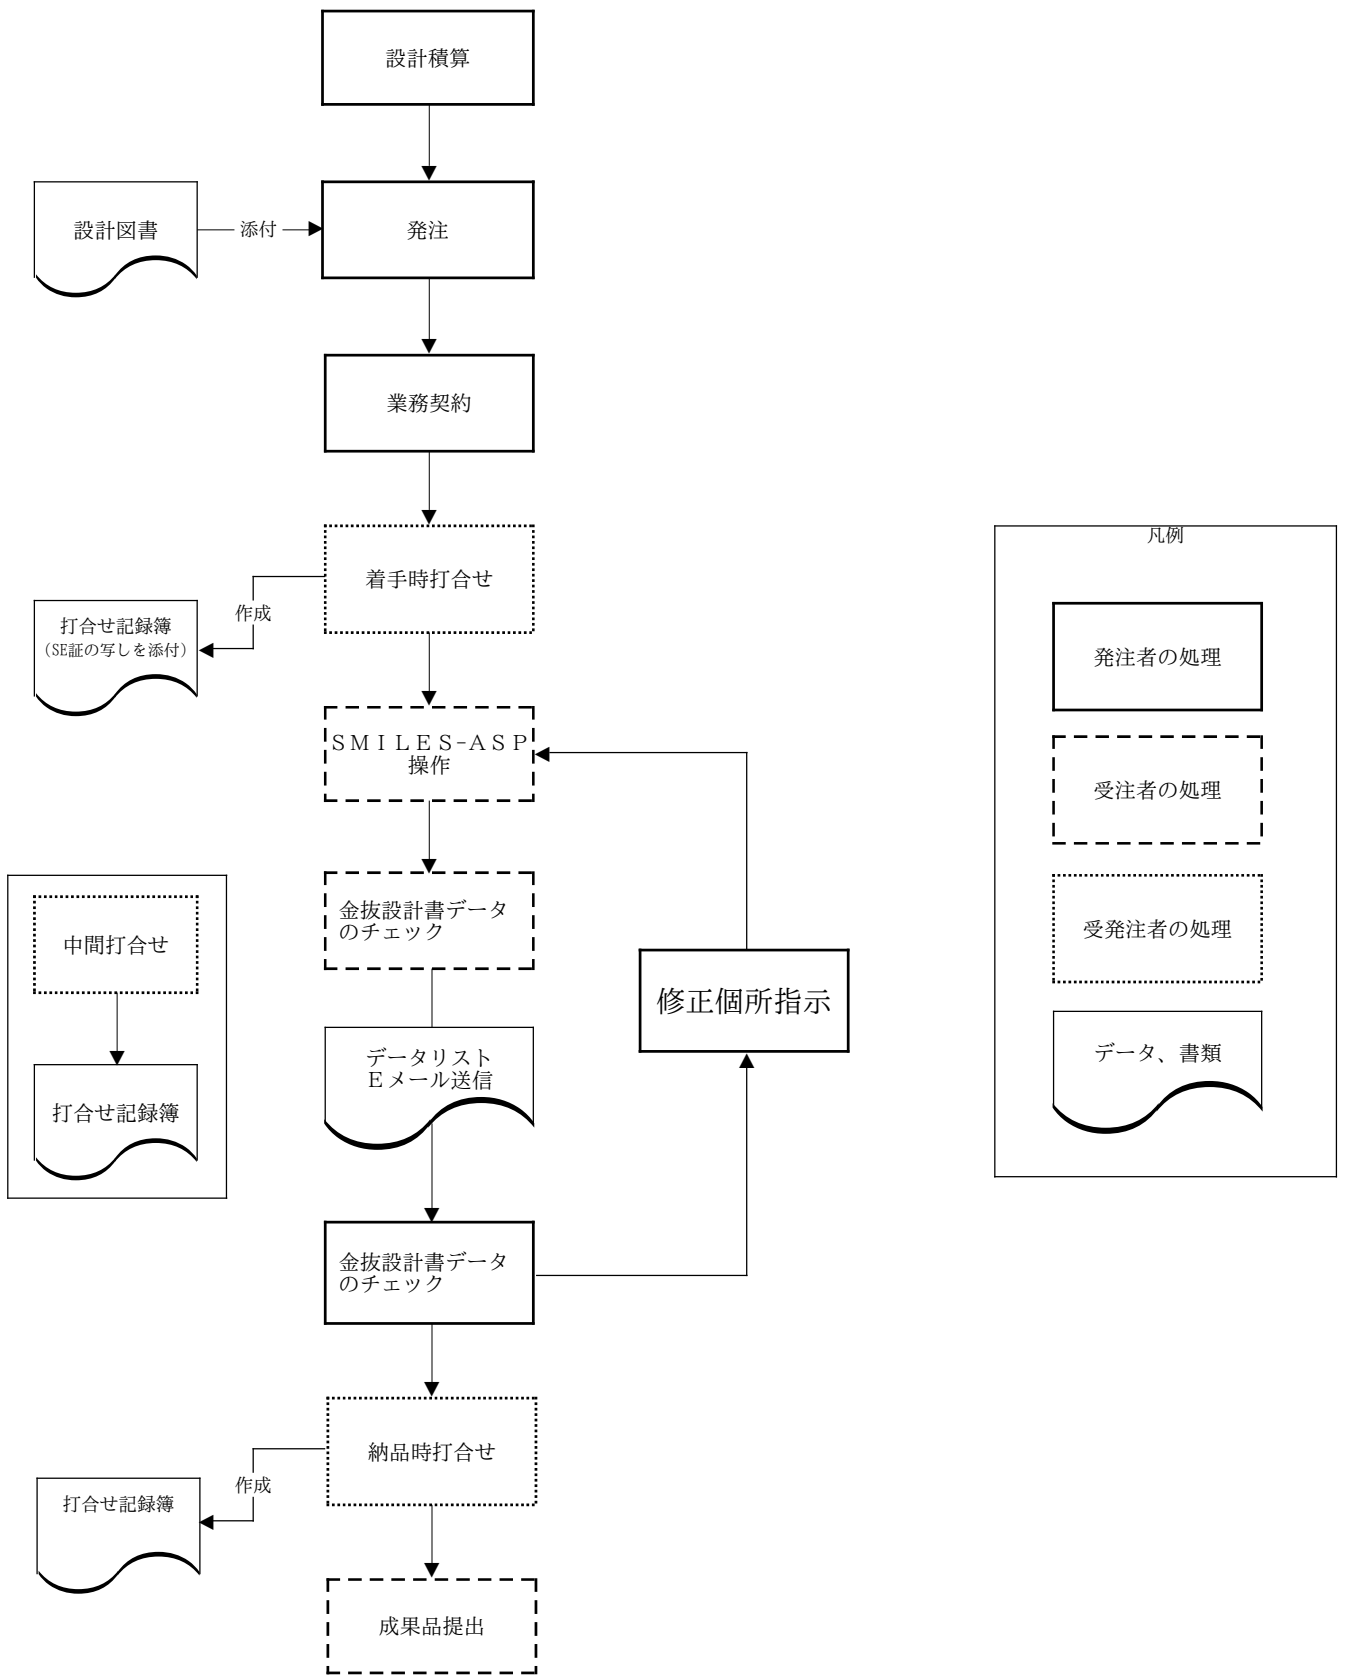 設計積算
設計図書
添付
発注
業務契約
着手時打合せ
作成
打合せ記録簿
（SE証の写しを添付）
ＳＭＩＬＥＳ−ＡＳＰ
操作
金抜設計書データ
のチェック
中間打合せ
打合せ記録簿
データリスト
Ｅメール送信
修正個所指示
金抜設計書データ
のチェック
納品時打合せ
作成
打合せ記録簿
成果品提出
凡例
発注者の処理
受注者の処理
受発注者の処理
データ、書類